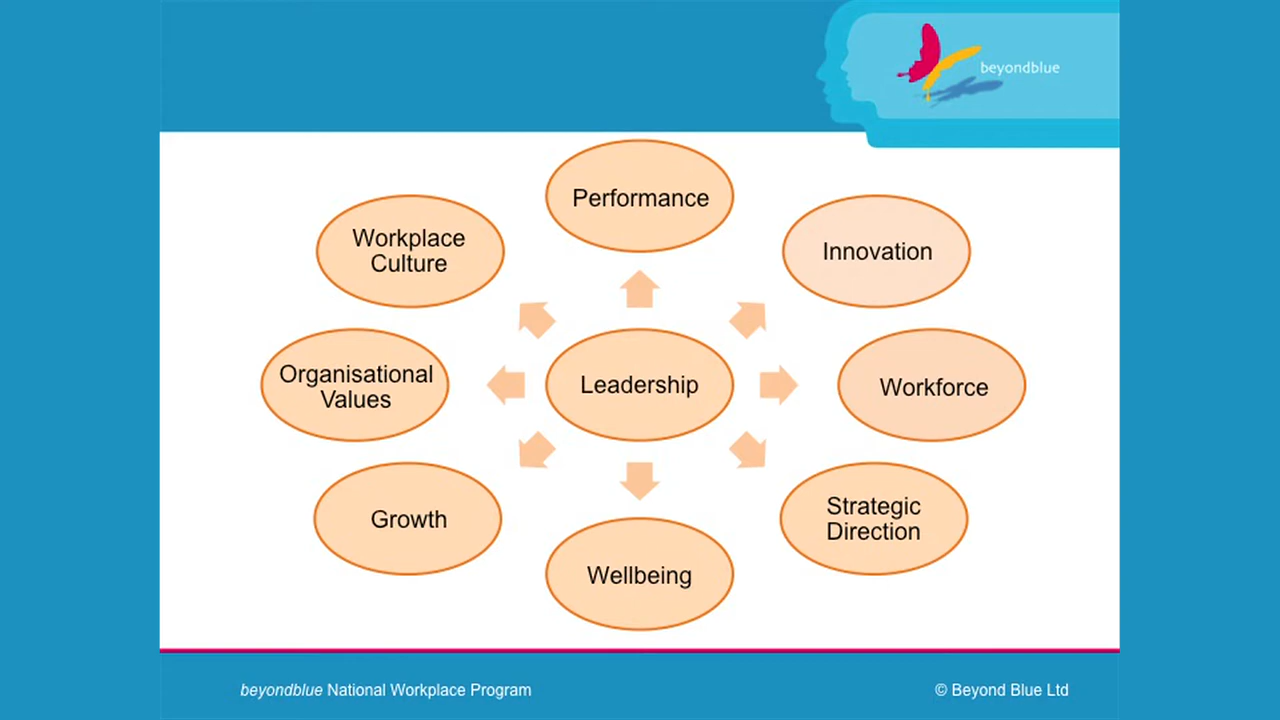 beyondblue
Performance
Workplace
Culture
Innovation
Organisational
Values
Leadership
Workforce
Growth
Strategic
Direction
Wellbeing
beyondblue National Workplace Program
© Beyond Blue Ltd